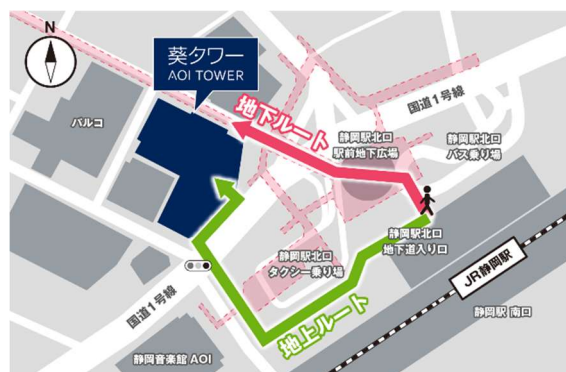 N
葵タワー
AOI TOWER
パルコ
地下ルート
国道1号線
静岡駅北口
駅前地下広場
静岡駅北口
バス乗り場
静岡駅北口
地下道入り口
静岡駅北口
タクシー乗り場
JR静岡駅
国道1号線
地上ルート
静岡駅 南口
静岡音楽館 AOI